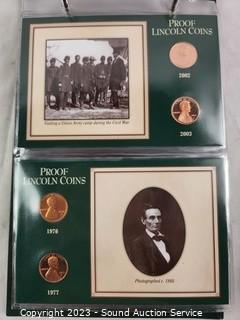 PROOF
LINCOLN COINS
2002
2003
Visiting a Union Army camp during the Civil War
PROOF
LINCOLN COINS
1976
1977
Photographed c. 1860
Copyright 2023 - Sound Auction Service